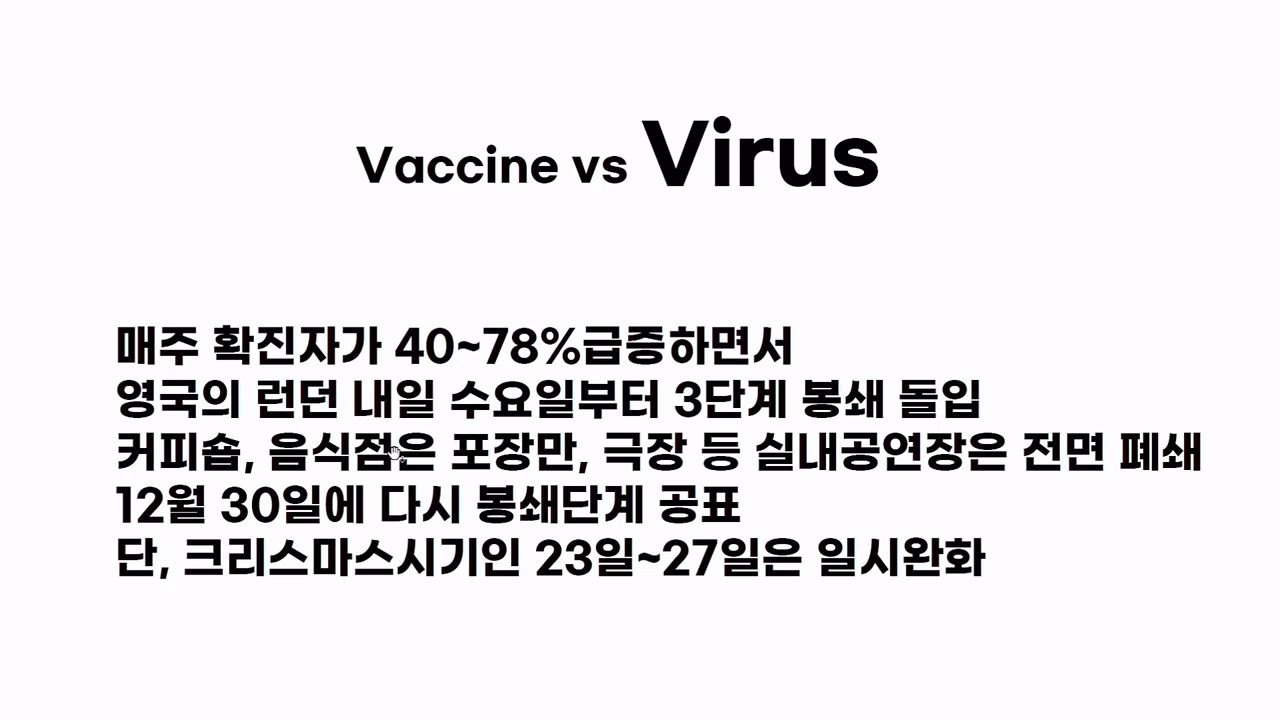 Vaccine vs Virus
매주 확진자가 40~78%급증하면서
영국의 런던 내일 수요일부터 3단계 봉쇄 돌입
커피숍, 음식점은 포장만, 극장 등 실내공연장은 전면 폐쇄
12월 30일에 다시 봉쇄단계 공표
단, 크리스마스시기인 23일~27일은 일시완화